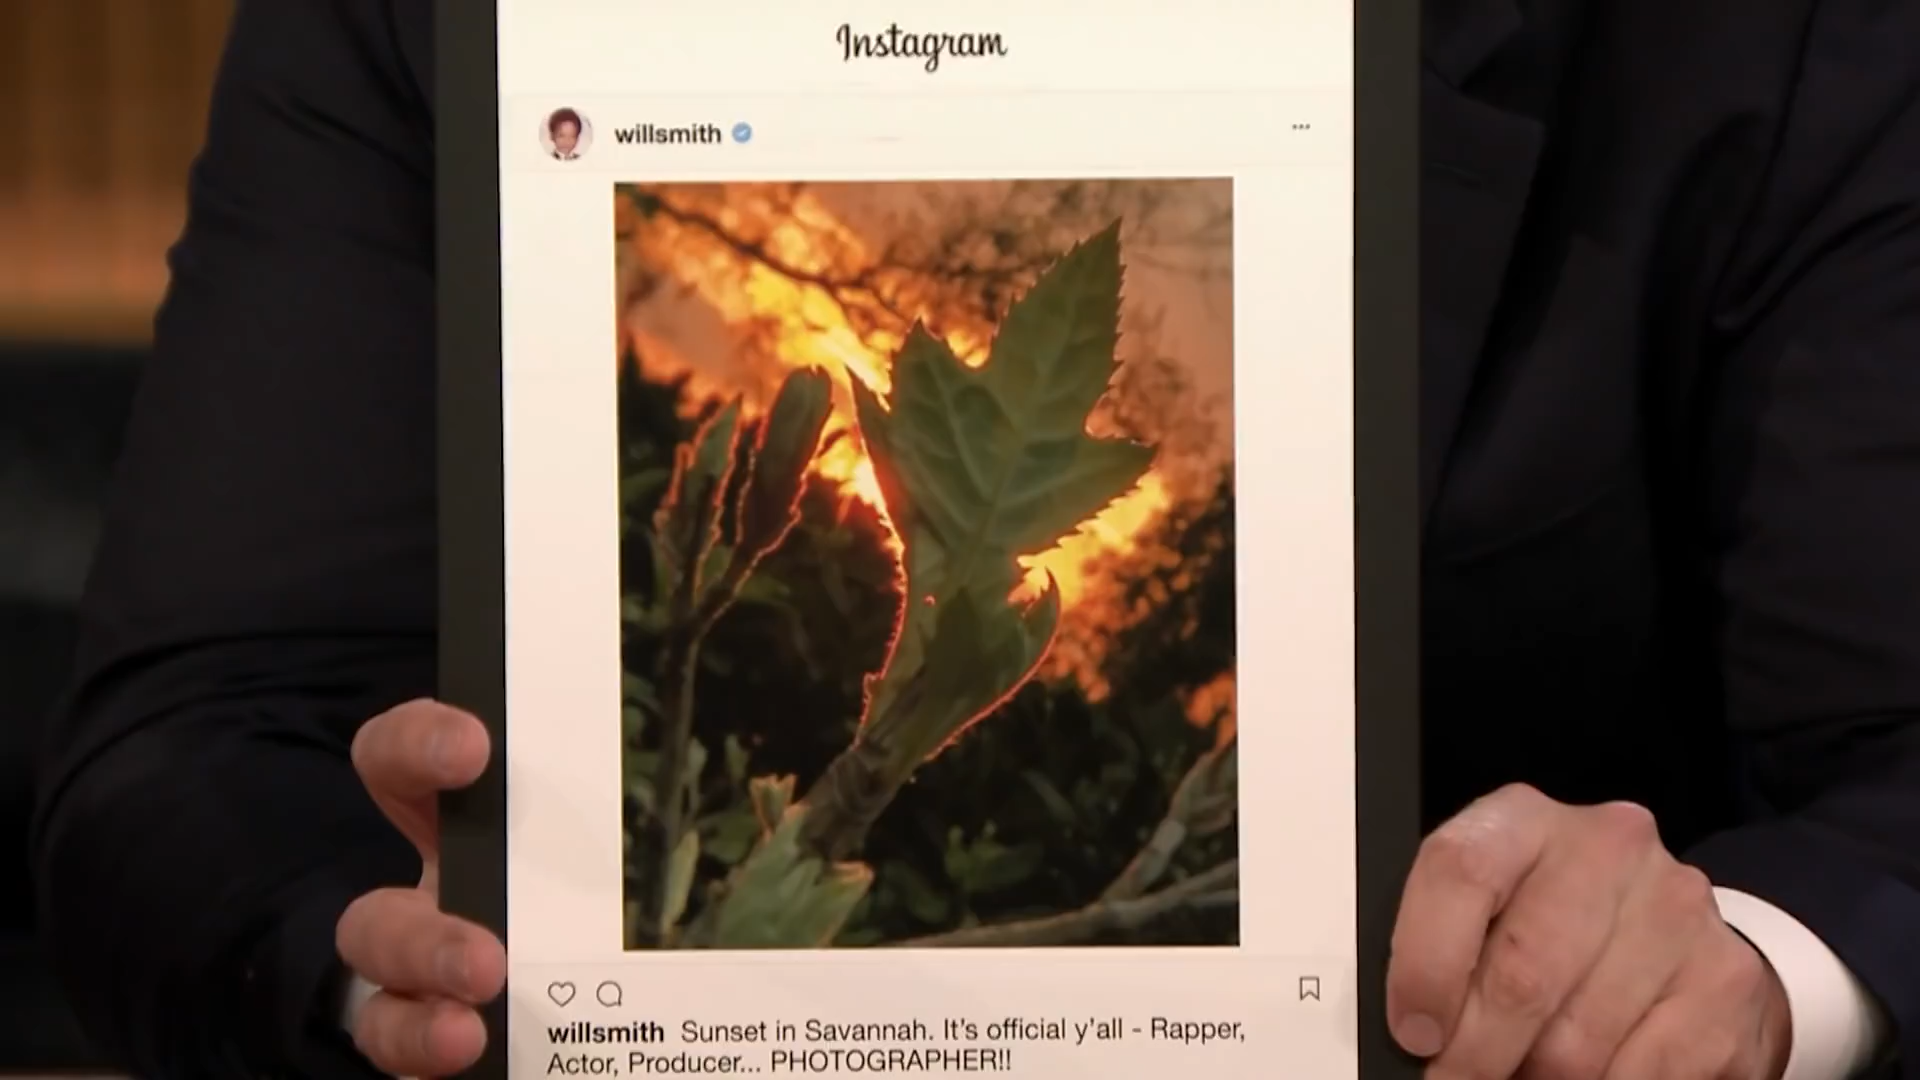 Instagram
willsmith
willsmith Sunset in Savannah. It's official y'all - Rapper,
Actor, Producer... PHOTOGRAPHER!!